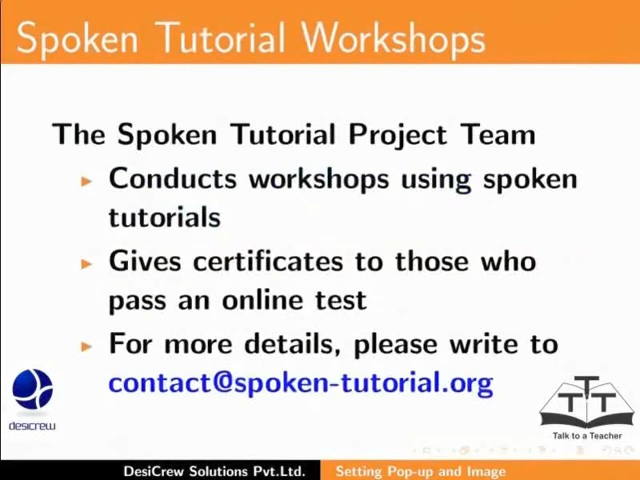 Spoken Tutorial Workshops
The Spoken Tutorial Project Team
Conducts workshops using spoken
tutorials
Gives certificates to those who
pass an online test
For more details, please write to
contact@spoken-tutorial.org
desicrew
TTT
Talk to a Teacher
DesiCrew Solutions Pvt.Ltd. Setting Pop-up and Image